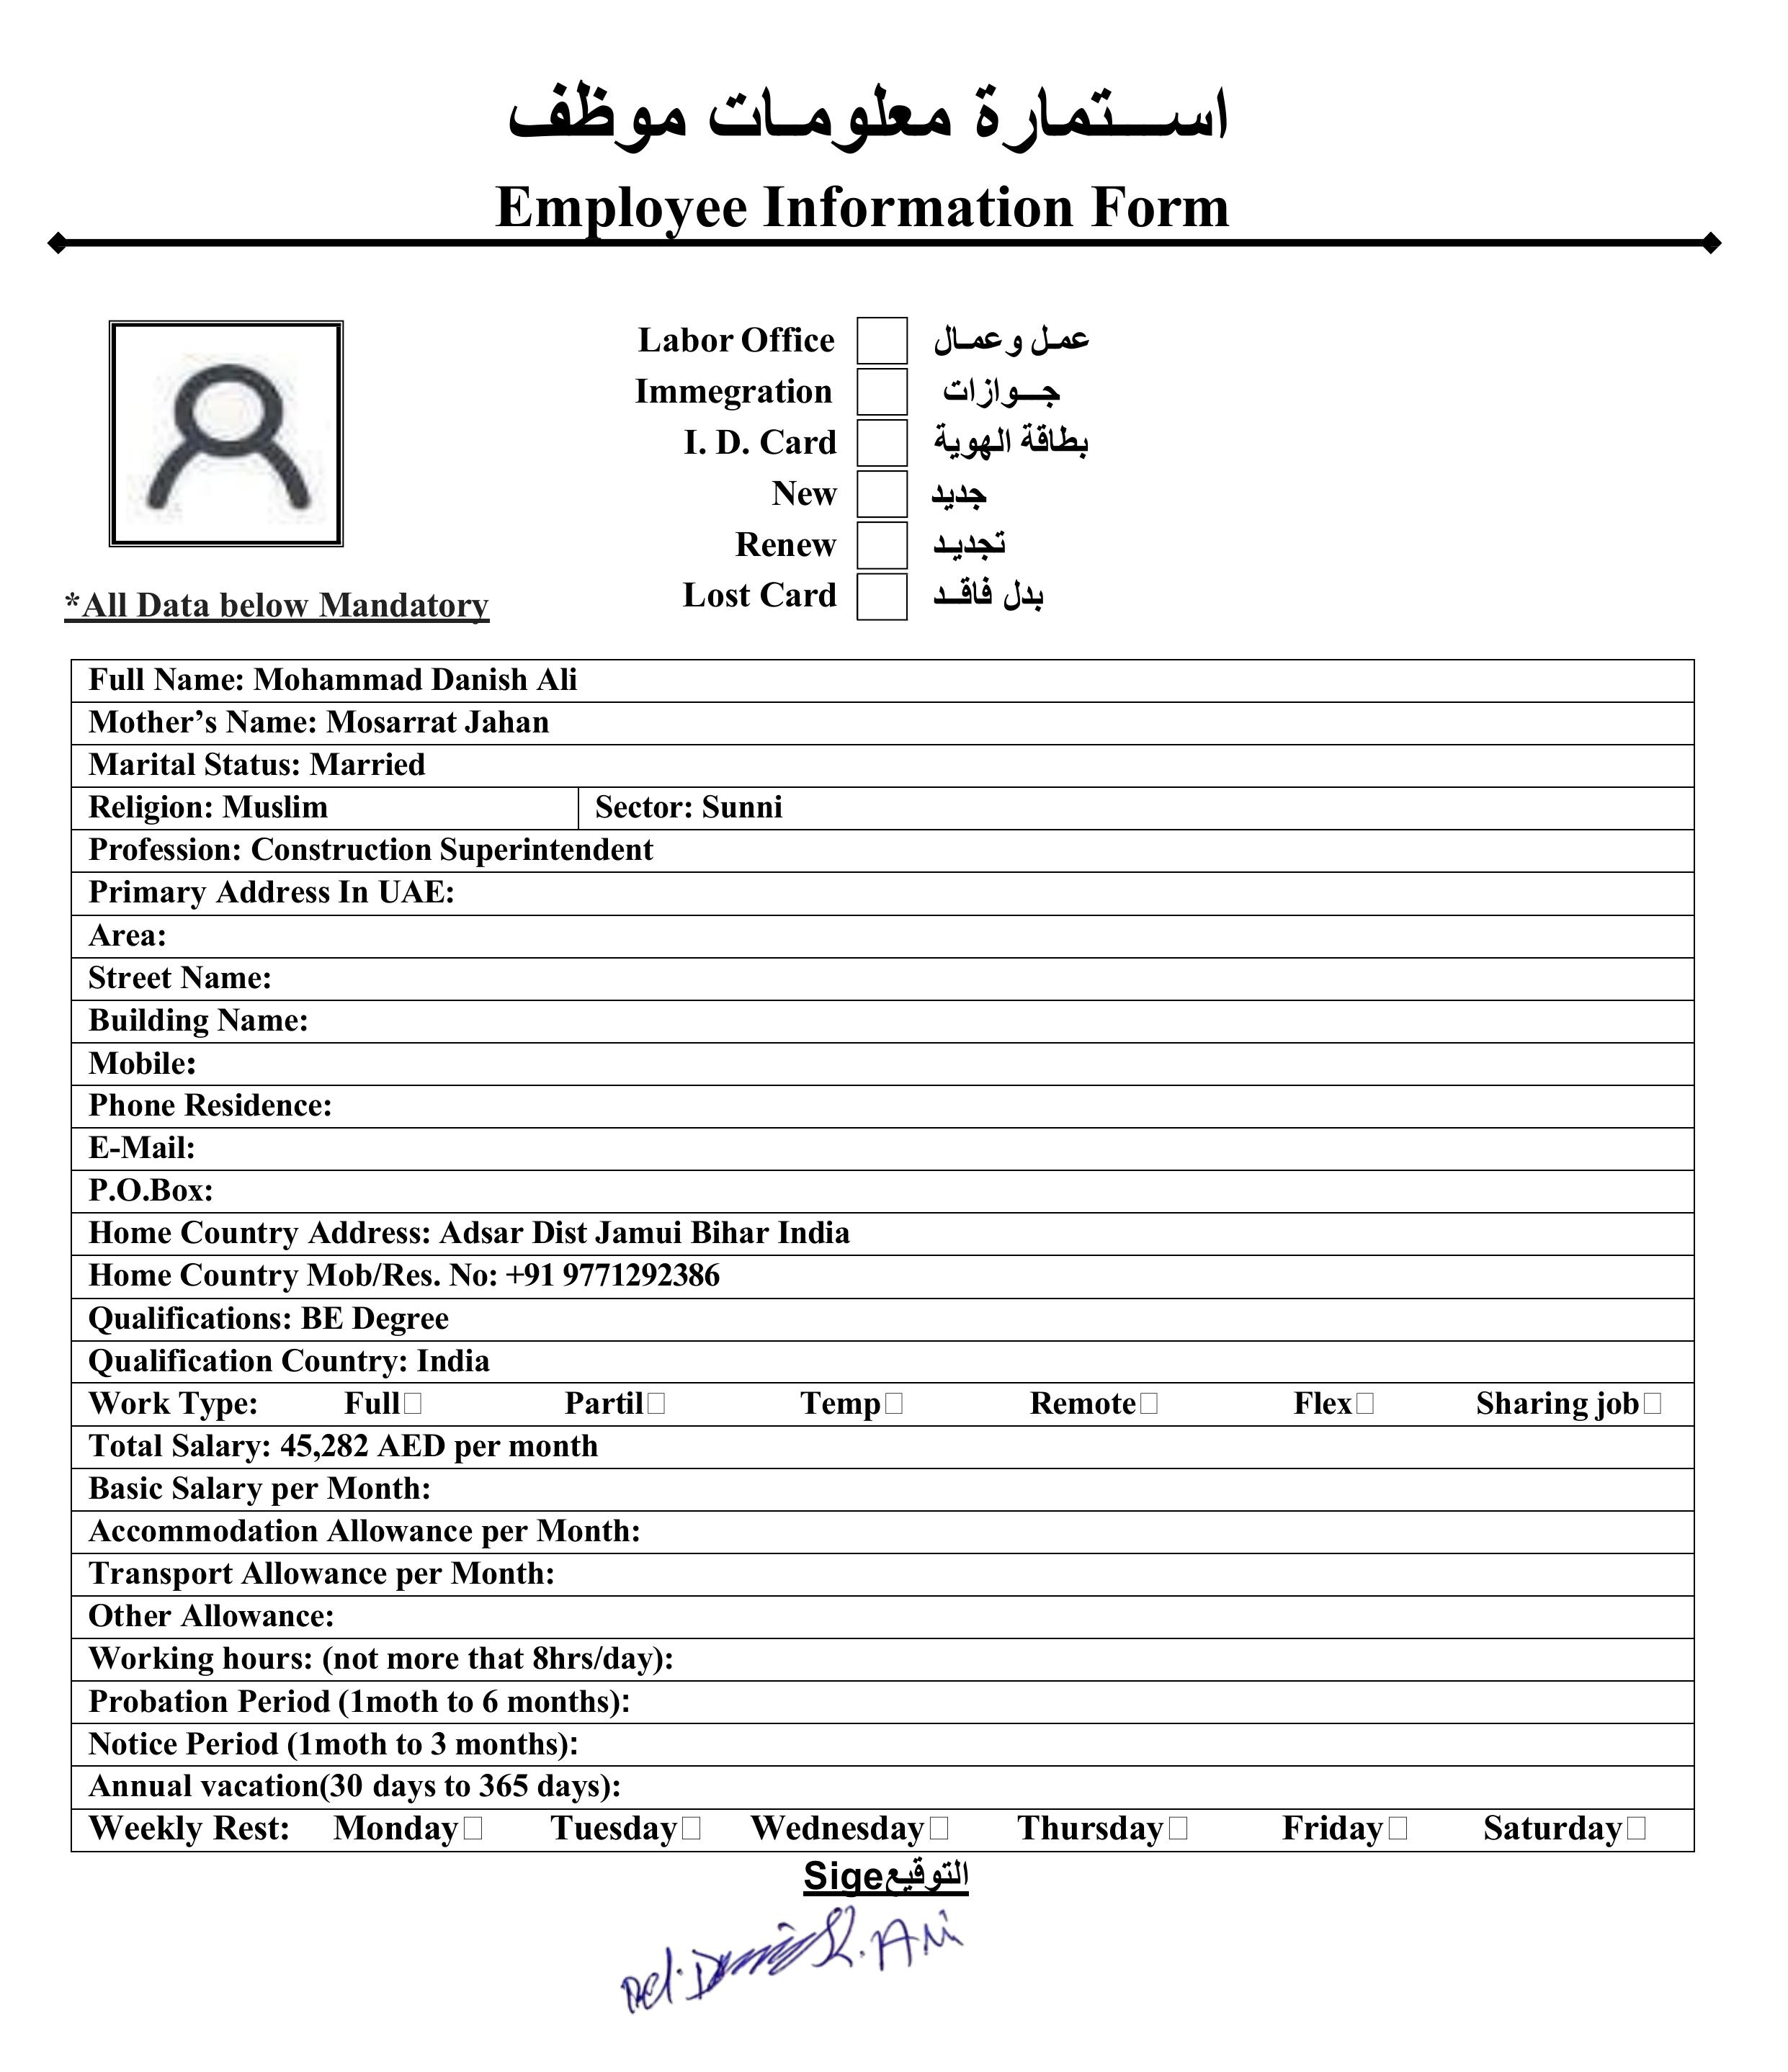 استمارة معلومات موظف
Employee Information Form
Labor Office عمل وعمال
Immegration جوازات
I. D. Card بطاقة الهوية
New جديد
Renew تجديد
Lost Card بدل فاقد
*All Data below Mandatory
Full Name: Mohammad Danish Ali
Mother’s Name: Mosarrat Jahan
Marital Status: Married
Religion: Muslim Sector: Sunni
Profession: Construction Superintendent
Primary Address In UAE:
Area:
Street Name:
Building Name:
Mobile:
Phone Residence:
E-Mail:
P.O.Box:
Home Country Address: Adsar Dist Jamui Bihar India
Home Country Mob/Res. No: +91 9771292386
Qualifications: BE Degree
Qualification Country: India
Work Type: Full□ Partil□ Temp□ Remote□ Flex□ Sharing job□
Total Salary: 45,282 AED per month
Basic Salary per Month:
Accommodation Allowance per Month:
Transport Allowance per Month:
Other Allowance:
Working hours: (not more that 8hrs/day):
Probation Period (1moth to 6 months):
Notice Period (1moth to 3 months):
Annual vacation(30 days to 365 days):
Weekly Rest: Monday□ Tuesday□ Wednesday□ Thursday□ Friday□ Saturday□
Sigeالتوقيع
Md. Danish. Ali